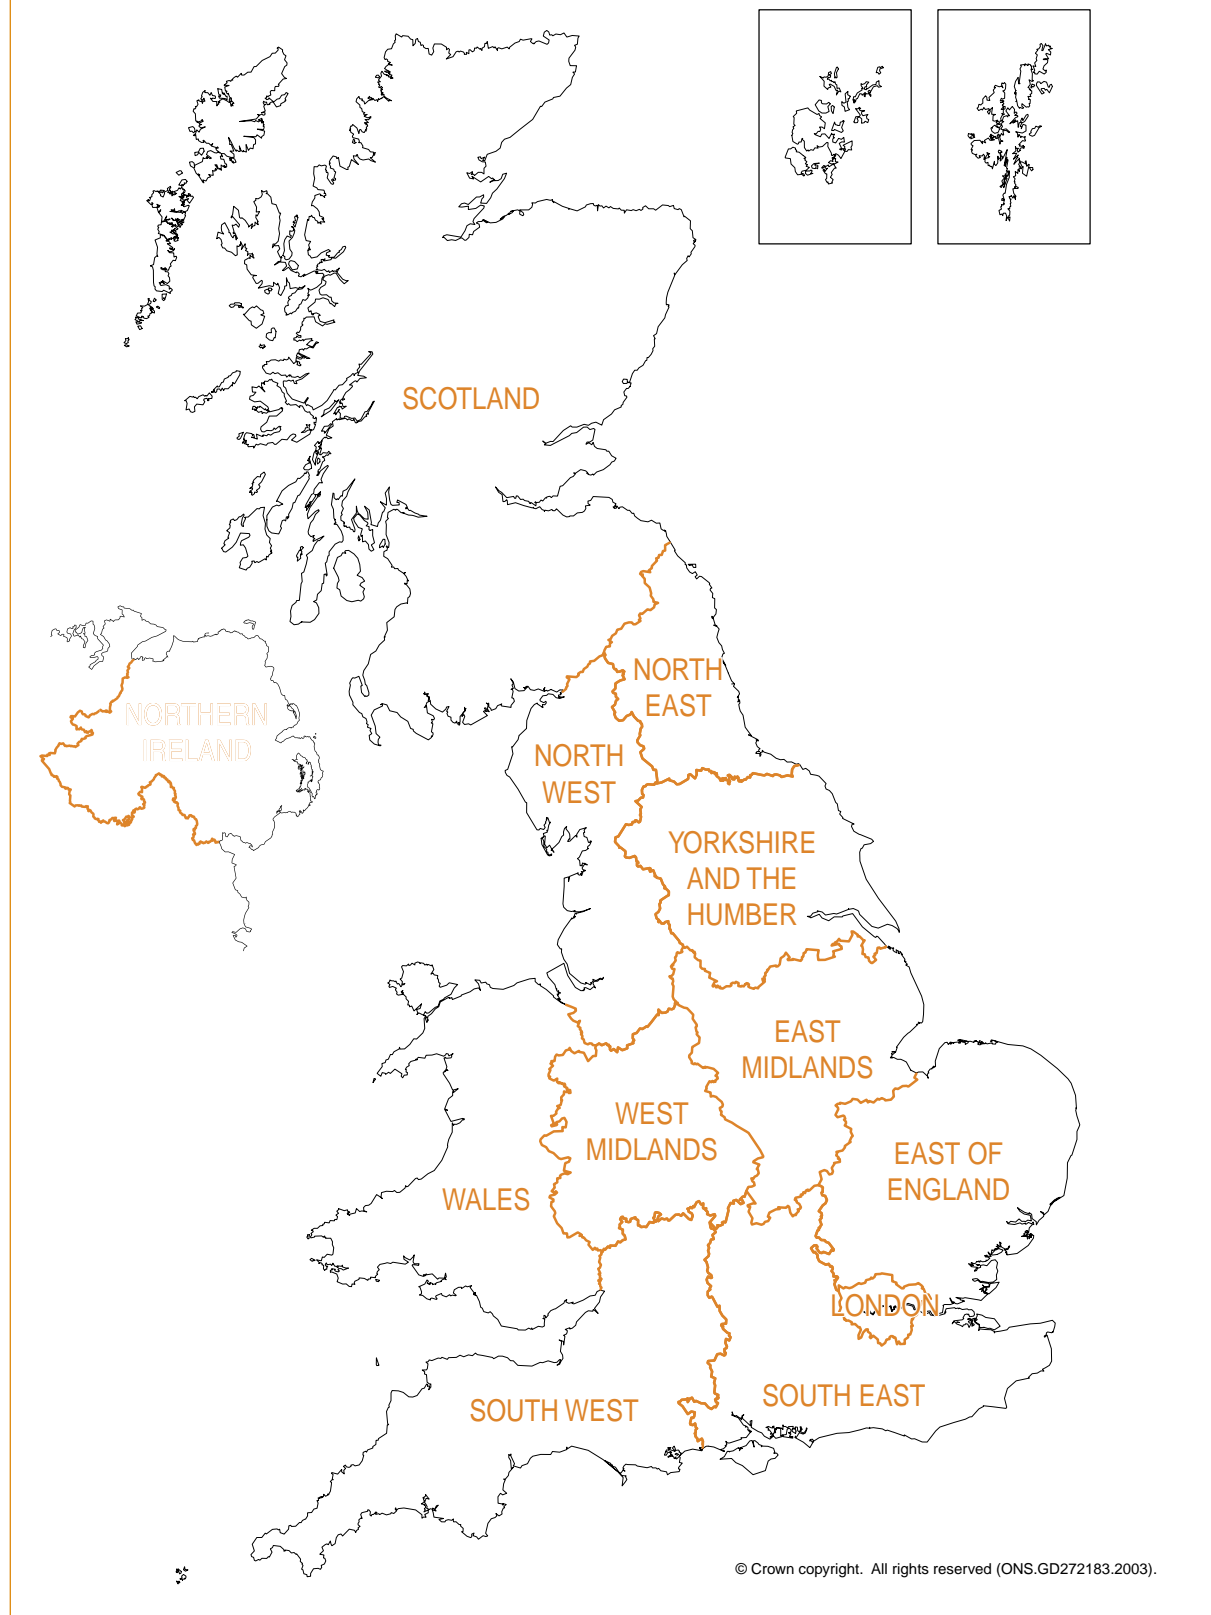 SCOTLAND
NORTH
EAST
NORTHERN
IRELAND
NORTH
WEST
YORKSHIRE
AND THE
HUMBER
EAST
MIDLANDS
WEST
MIDLANDS
EAST OF
ENGLAND
WALES
LONDON
SOUTH EAST
SOUTH WEST
© Crown copyright. All rights reserved (ONS.GD272183.2003).